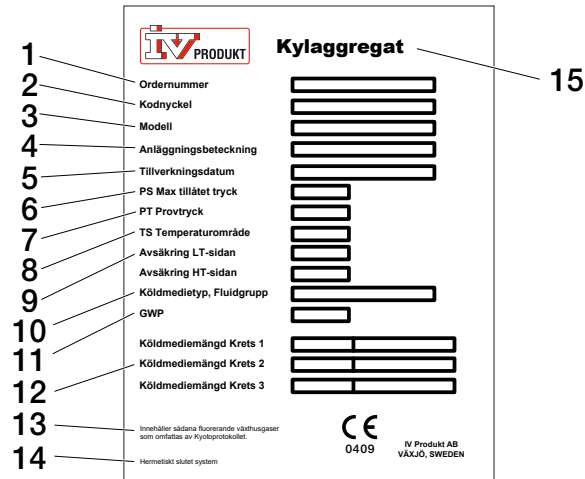 IV PRODUKT
Kylaggregat
1
2
3
4
5
6
7
8
9
10
11
12
13
14
15
Ordernummer
Kodnyckel
Modell
Anläggningsbeteckning
Tillverkningsdatum
PS Max tillåtet tryck
PT Provtryck
TS Temperaturområde
Avsäkring LT-sidan
Avsäkring HT-sidan
Köldmedietyp, Fluidgrupp
GWP
Köldmediemängd Krets 1
Köldmediemängd Krets 2
Köldmediemängd Krets 3
Innehåller sådana fluorerande växthusgaser
som omfattas av Kyotoprotokollet.
Hermetiskt slutet system
CE
0409
IV Produkt AB
VÄXJÖ, SWEDEN